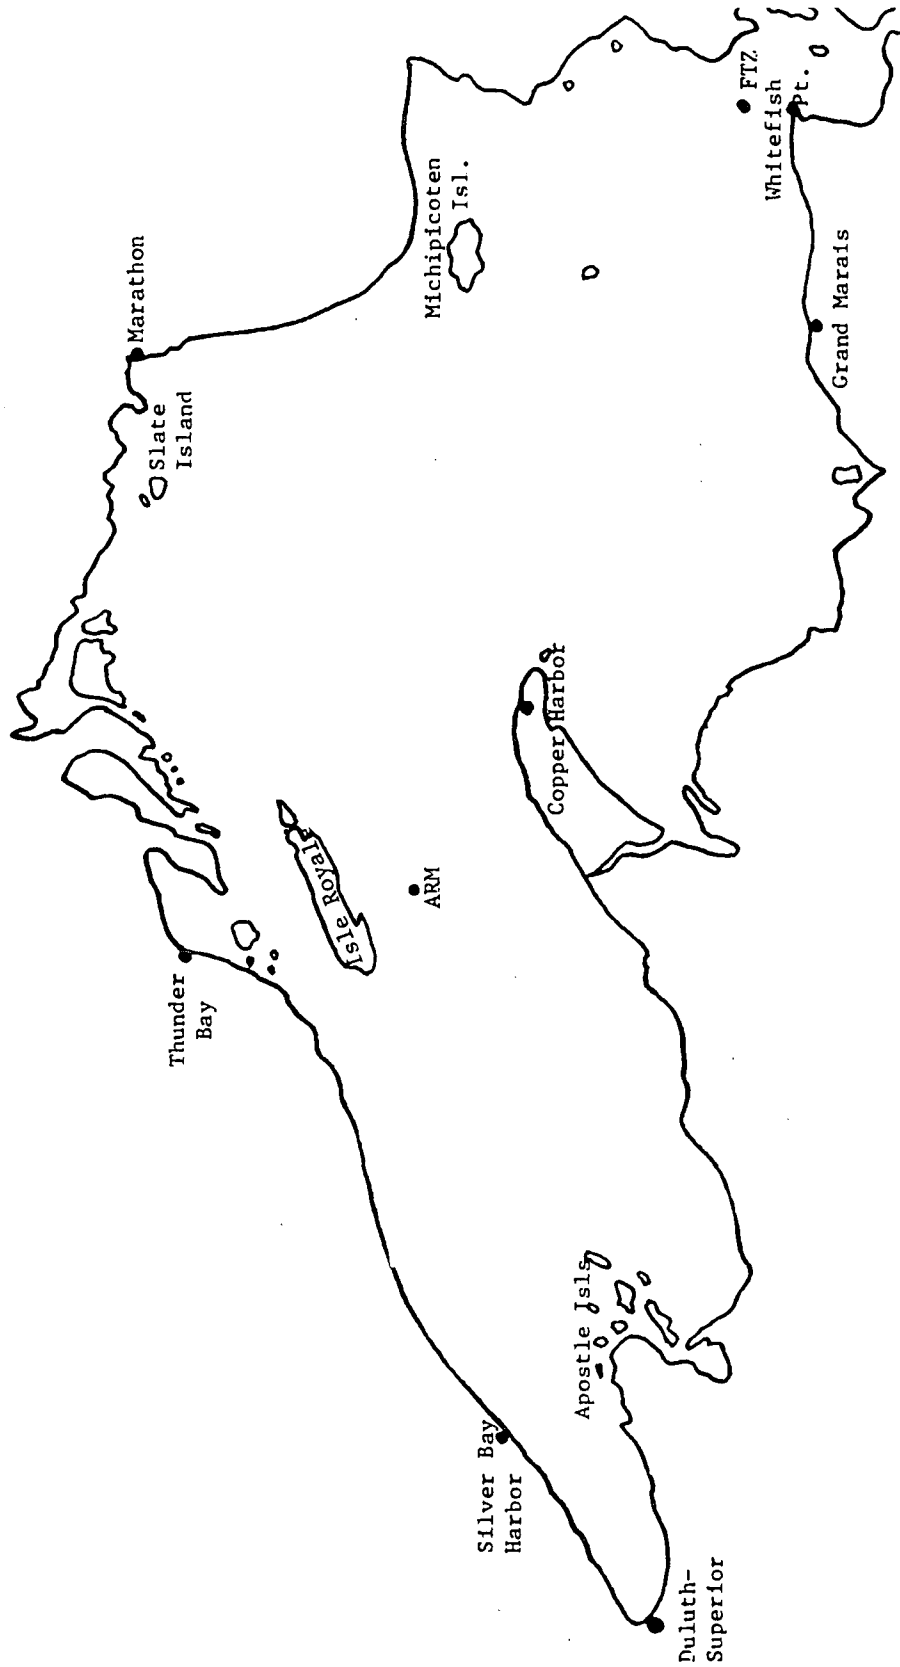 Marathon
Slate
Island
Michipicoten
Isl.
FTZ
Whitefish
Pt.
Grand Marais
Copper Harbor
Isle Royale
ARM
Thunder
Bay
Apostle Isls
Silver Bay
Harbor
Duluth-
Superior